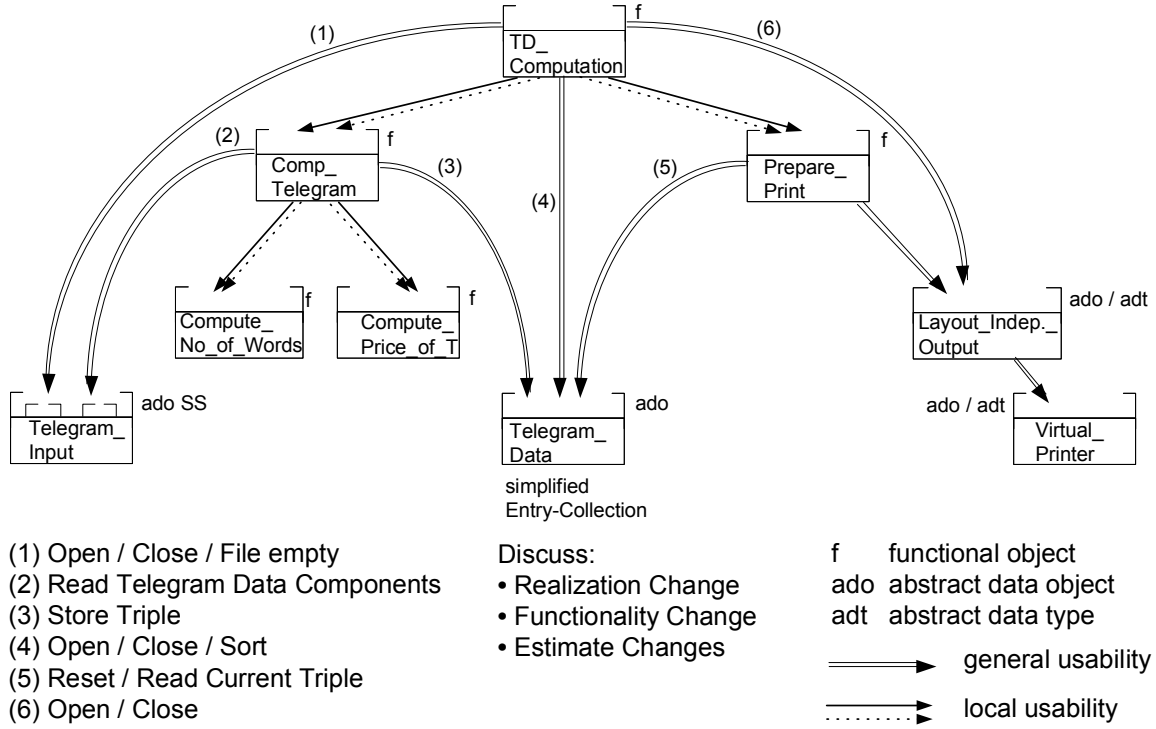 f
(1)
(6)
TD_
Computation
(2)
f
(3)
(4)
(5)
f
Comp_
Telegram
Prepare_
Print
f
f
ado / adt
Compute_
No_of_Words
Compute_
Price_of_T
Layout_Indep._
Output
ado SS
ado
ado / adt
Telegram_
Input
Telegram_
Data
Virtual_
Printer
simplified
Entry-Collection
(1) Open / Close / File empty
(2) Read Telegram Data Components
(3) Store Triple
(4) Open / Close / Sort
(5) Reset / Read Current Triple
(6) Open / Close
Discuss:
• Realization Change
• Functionality Change
• Estimate Changes
f functional object
ado abstract data object
adt abstract data type
general usability
local usability